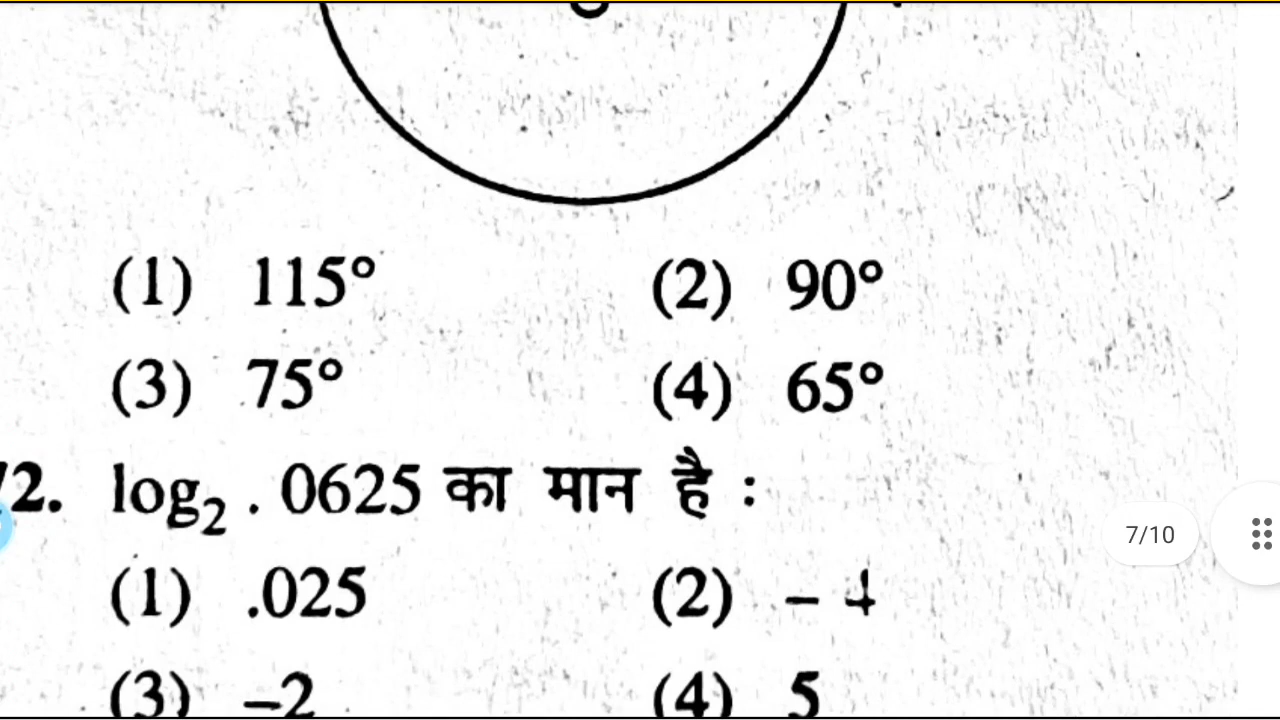 (1) 115° (2) 90°
(3) 75° (4) 65°
2. log₂ .0625 का मान है :
(1) .025 (2) – 4
7/10
(3) –2 (4) 5